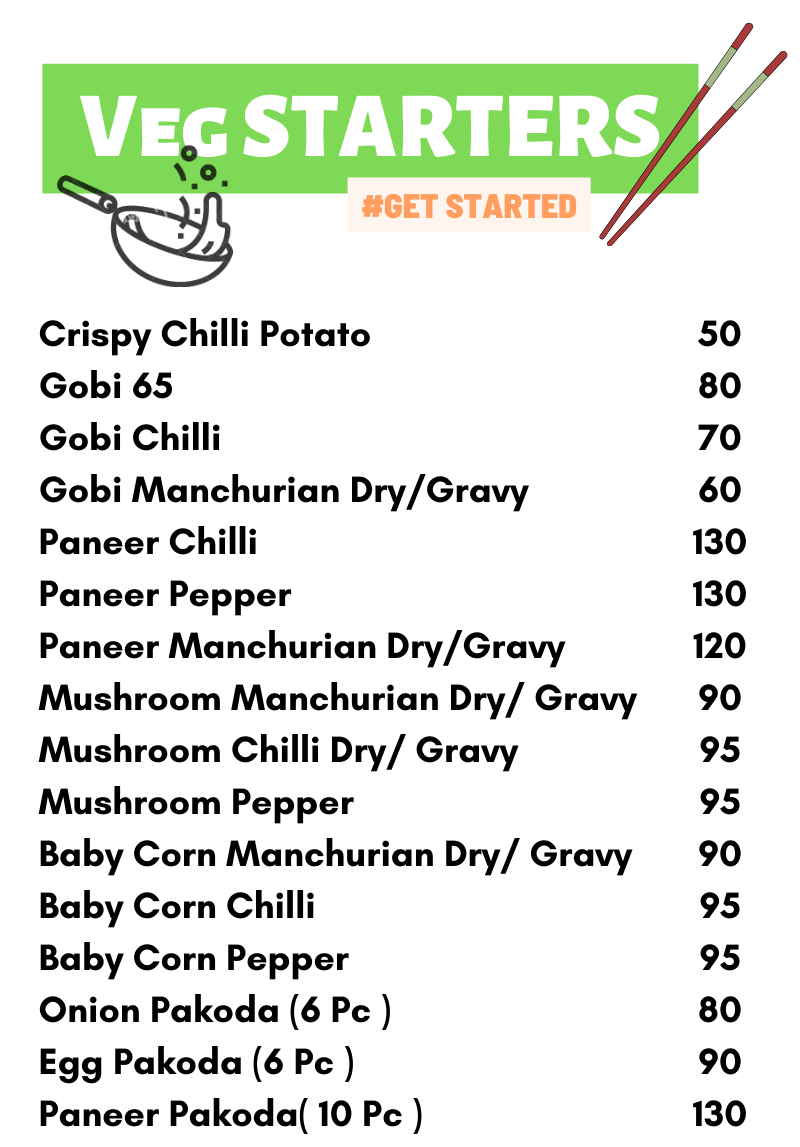 Veg STARTERS
#GET STARTED
Crispy Chilli Potato 50
Gobi 65 80
Gobi Chilli 70
Gobi Manchurian Dry/Gravy 60
Paneer Chilli 130
Paneer Pepper 130
Paneer Manchurian Dry/Gravy 120
Mushroom Manchurian Dry/ Gravy 90
Mushroom Chilli Dry/ Gravy 95
Mushroom Pepper 95
Baby Corn Manchurian Dry/ Gravy 90
Baby Corn Chilli 95
Baby Corn Pepper 95
Onion Pakoda (6 Pc ) 80
Egg Pakoda (6 Pc ) 90
Paneer Pakoda( 10 Pc ) 130